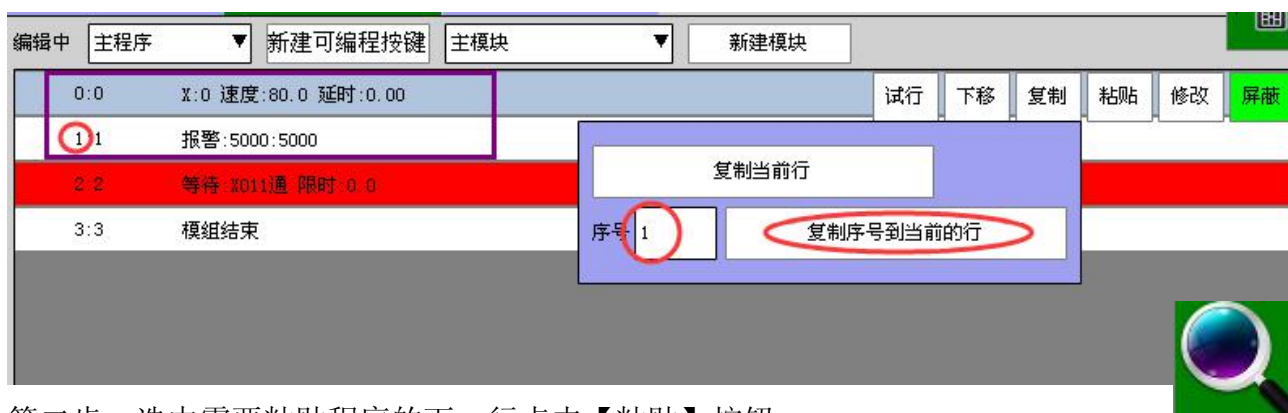 编辑中 主程序 ▼ 新建可编程按键 主模块 ▼ 新建模块
0:0 X:0 速度:80.0 延时:0.00 试行 下移 复制 粘贴 修改 屏蔽
1:1 报警:5000:5000
复制当前行
2:2 等待:X011通 限时:0.0
3:3 模组结束 序号 1 复制序号到当前的行